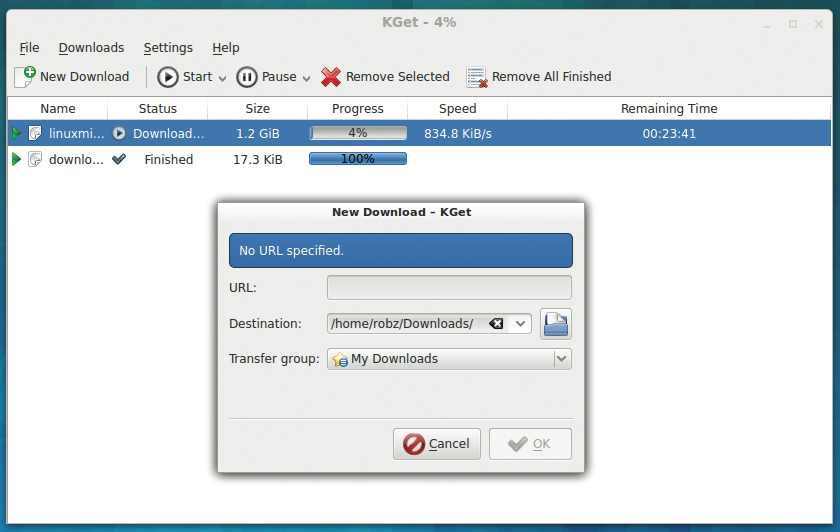 KGet - 4%
File Downloads Settings Help
New Download Start Pause Remove Selected Remove All Finished
Name Status Size Progress Speed Remaining Time
linuxmi... Download... 1.2 GiB 4% 834.8 KiB/s 00:23:41
downlo... Finished 17.3 KiB 100%
New Download – KGet
No URL specified.
URL:
Destination: /home/robz/Downloads/
Transfer group: My Downloads
Cancel OK